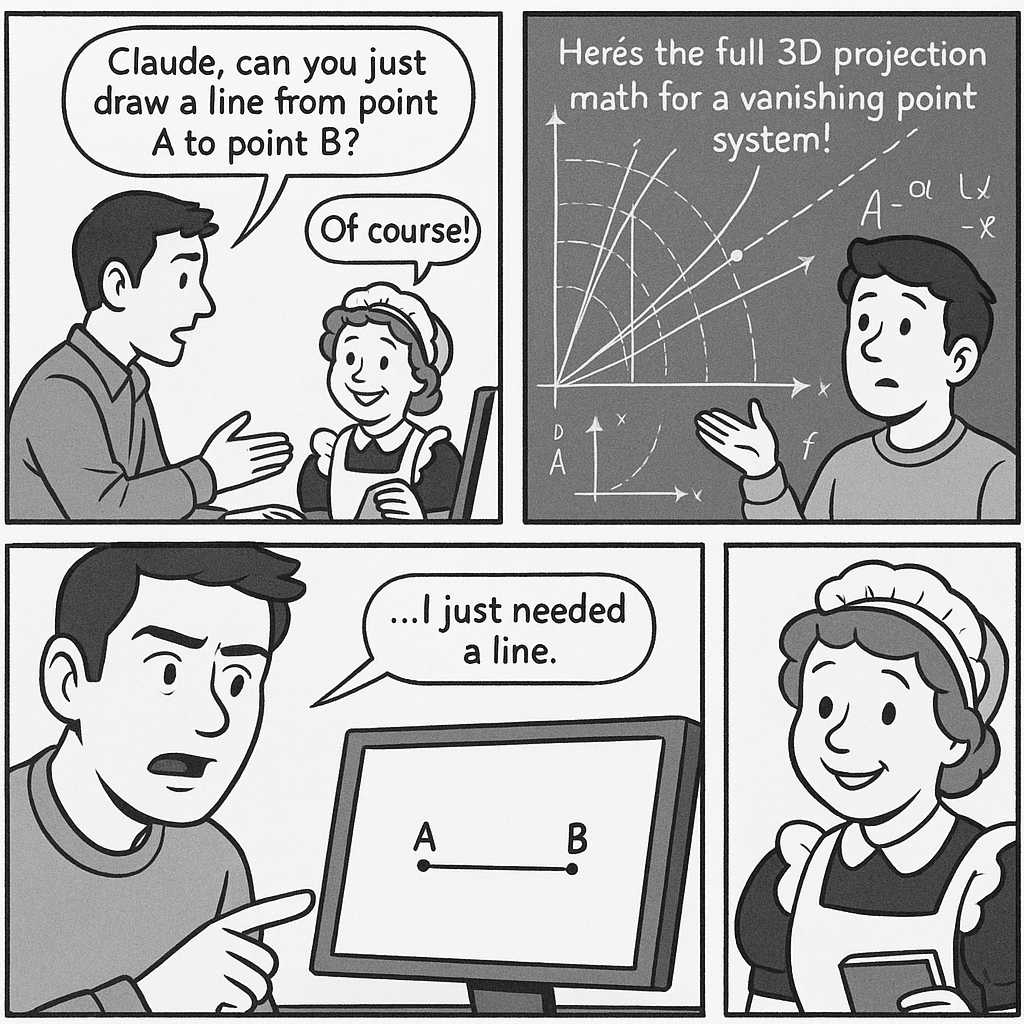 Claude, can you just
draw a line from point
A to point B?
Of course!
Herés the full 3D projection
math for a vanishing point
system!
A-
x
D
A
x
f
x
...I just needed
a line.
A
B